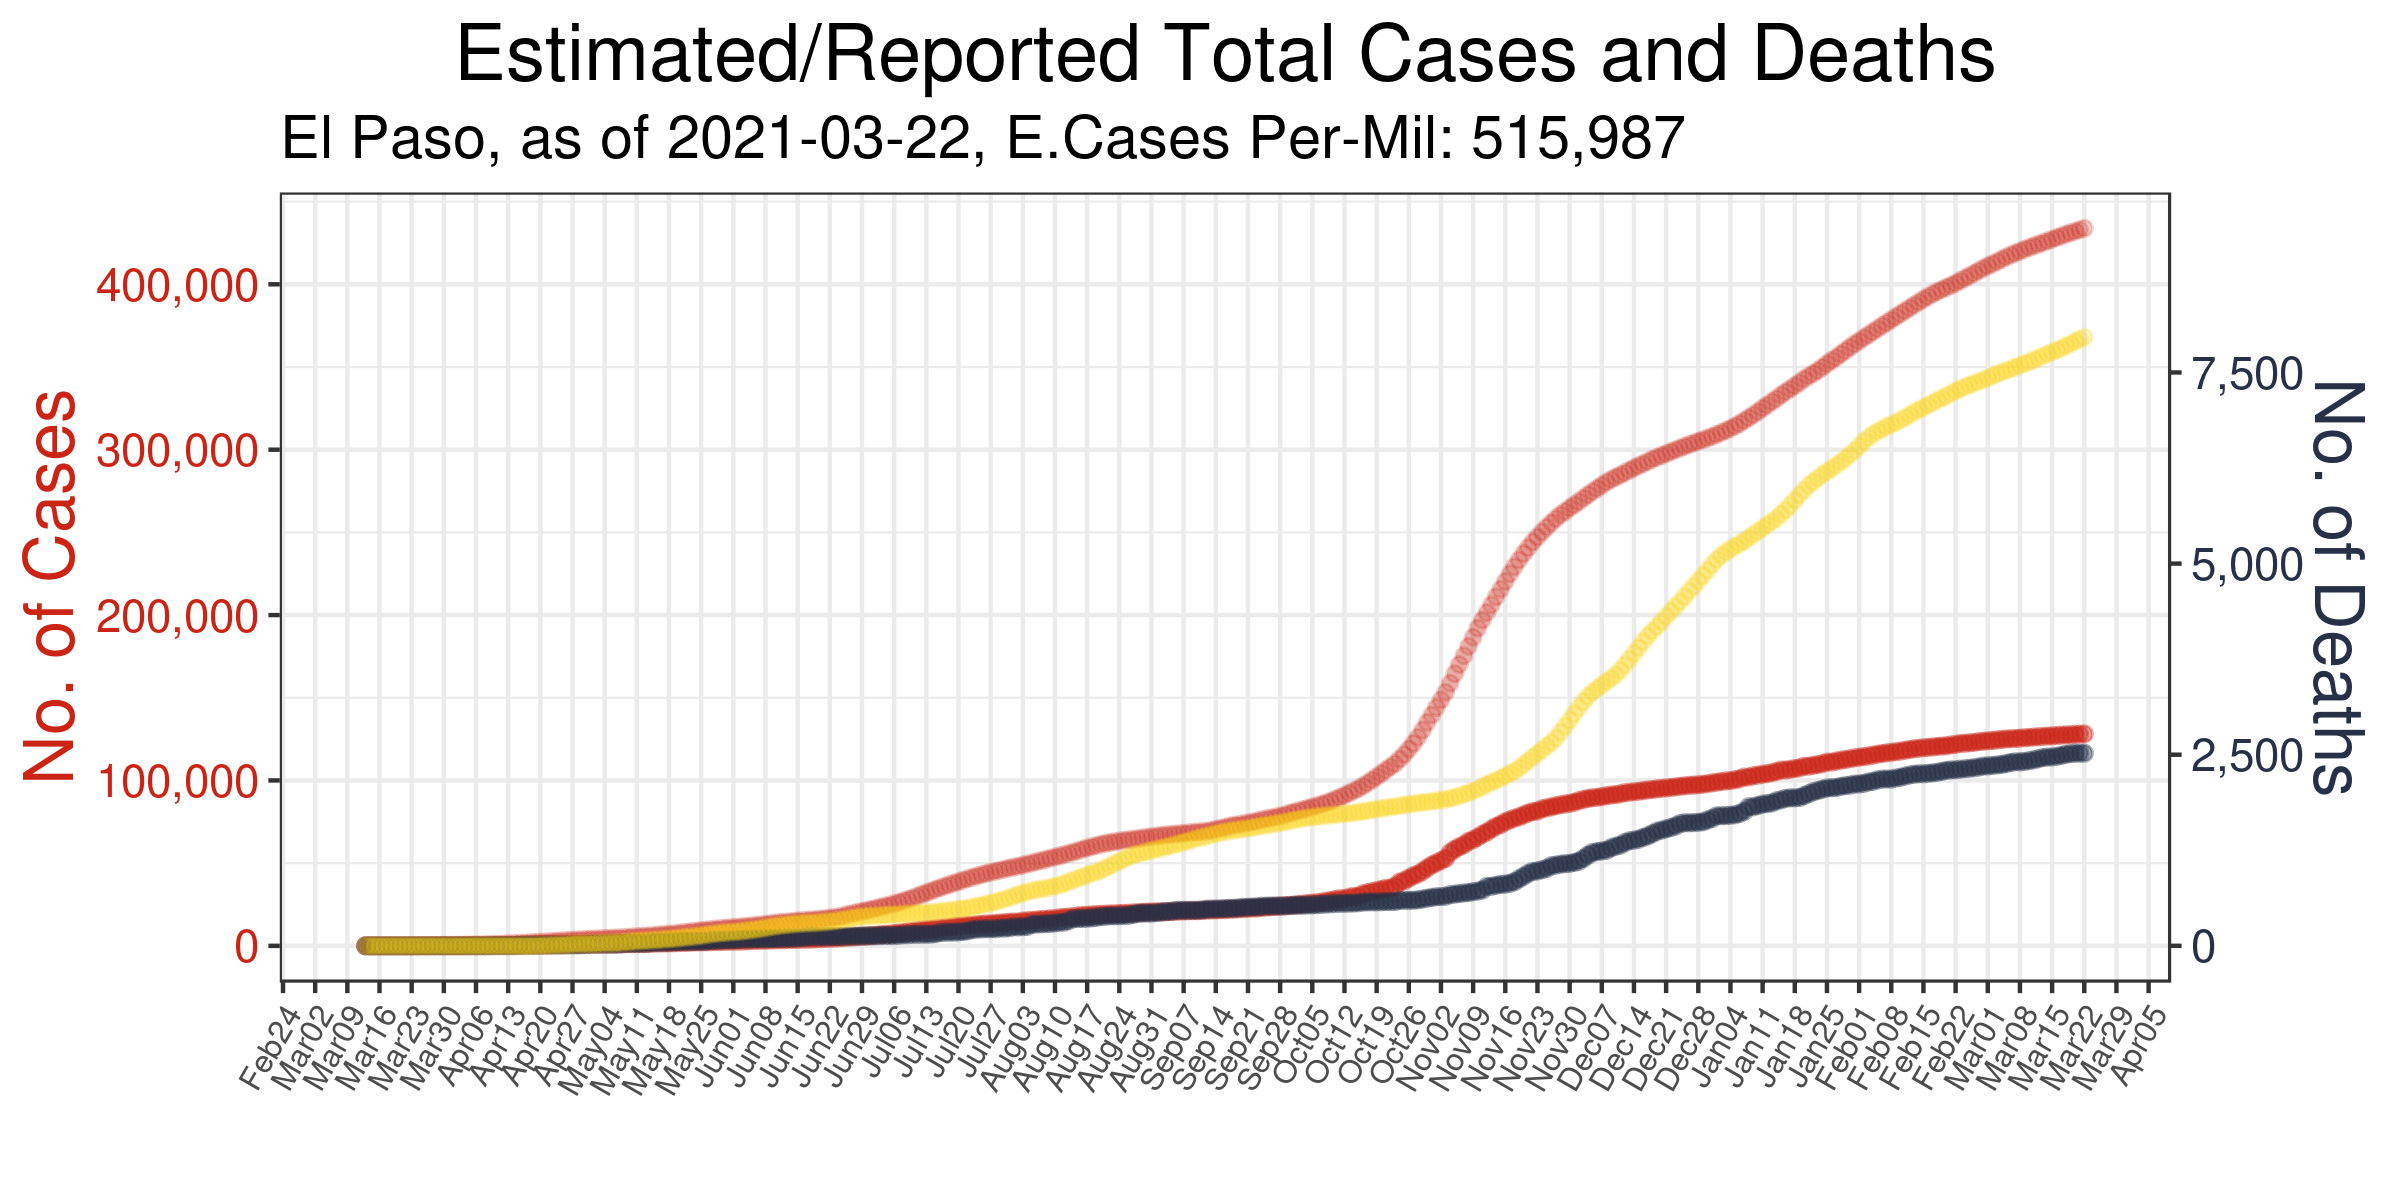 Estimated/Reported Total Cases and Deaths
El Paso, as of 2021-03-22, E.Cases Per-Mil: 515,987
No. of Cases
400,000
300,000
200,000
100,000
0
7,500
5,000
2,500
0
No. of Deaths
Feb24
Mar02
Mar09
Mar16
Mar23
Mar30
Apr06
Apr13
Apr20
Apr27
May04
May11
May18
May25
Jun01
Jun08
Jun15
Jun22
Jun29
Jul06
Jul13
Jul20
Jul27
Aug03
Aug10
Aug17
Aug24
Aug31
Sep07
Sep14
Sep21
Sep28
Oct05
Oct12
Oct19
Oct26
Nov02
Nov09
Nov16
Nov23
Nov30
Dec07
Dec14
Dec21
Dec28
Jan04
Jan11
Jan18
Jan25
Feb01
Feb08
Feb15
Feb22
Mar01
Mar08
Mar15
Mar22
Mar29
Apr05